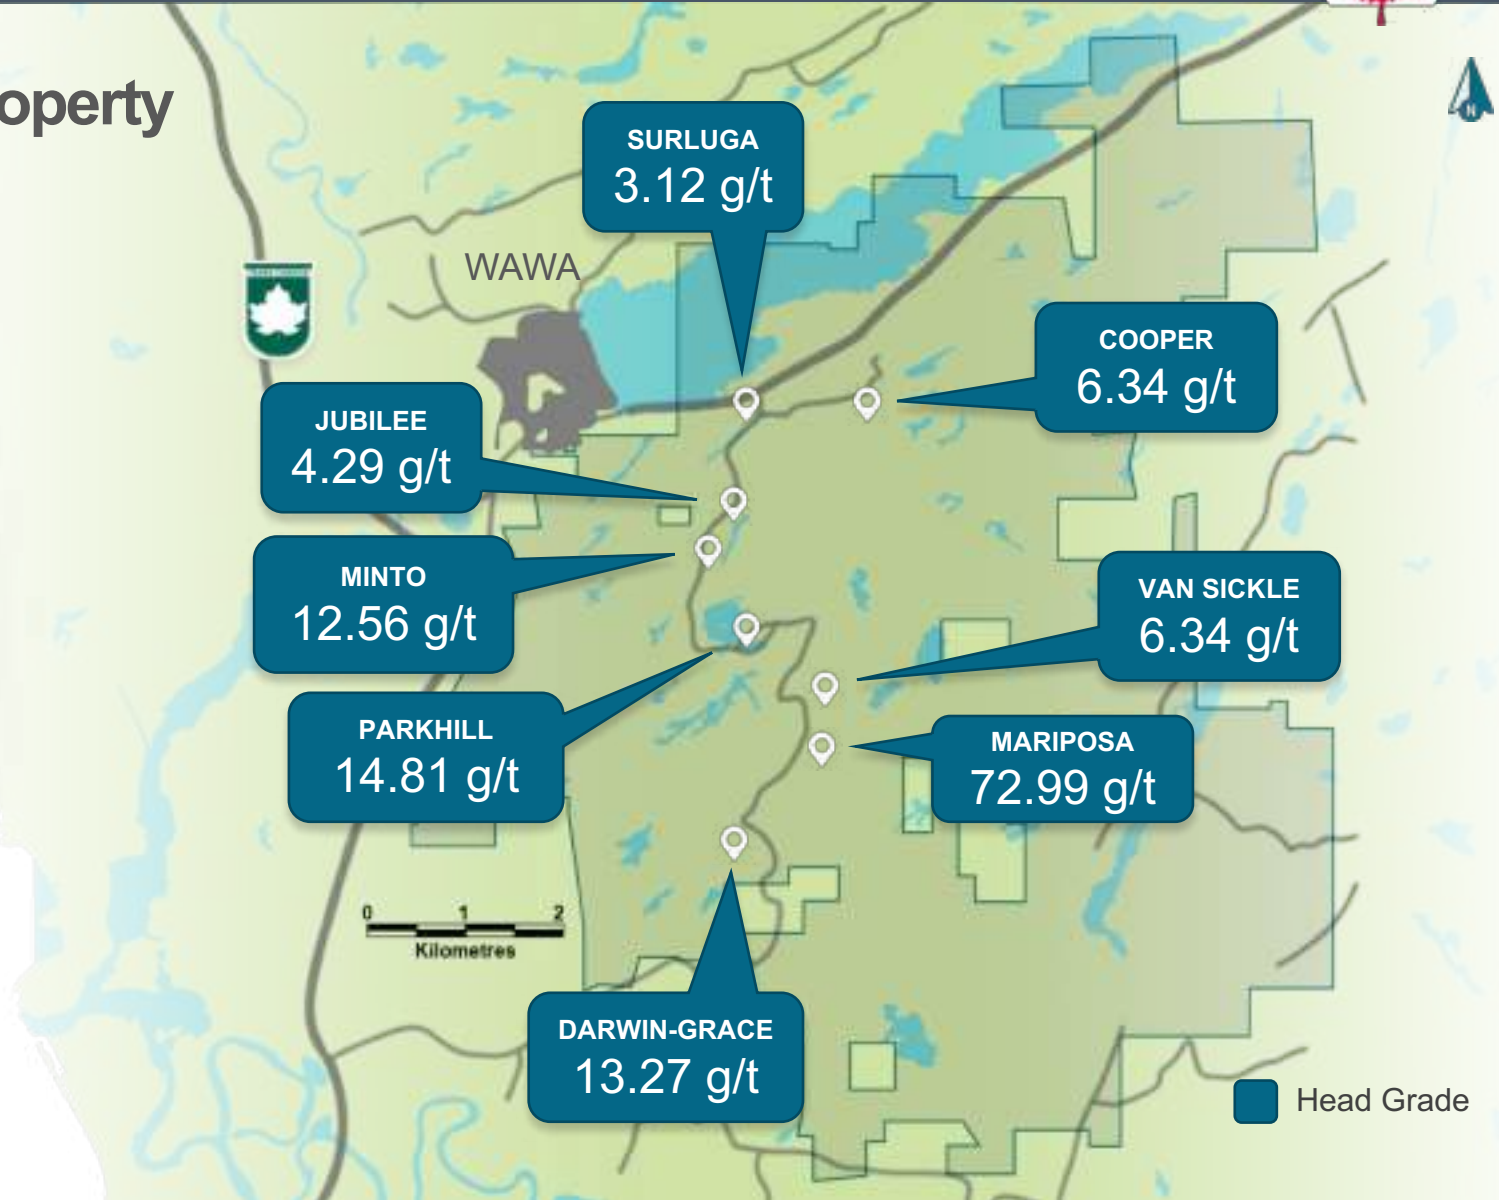 operty
SURLUGA
3.12 g/t
WAWA
COOPER
6.34 g/t
JUBILEE
4.29 g/t
MINTO
12.56 g/t
VAN SICKLE
6.34 g/t
PARKHILL
14.81 g/t
MARIPOSA
72.99 g/t
0 1 2
Kilometres
DARWIN-GRACE
13.27 g/t
Head Grade
N